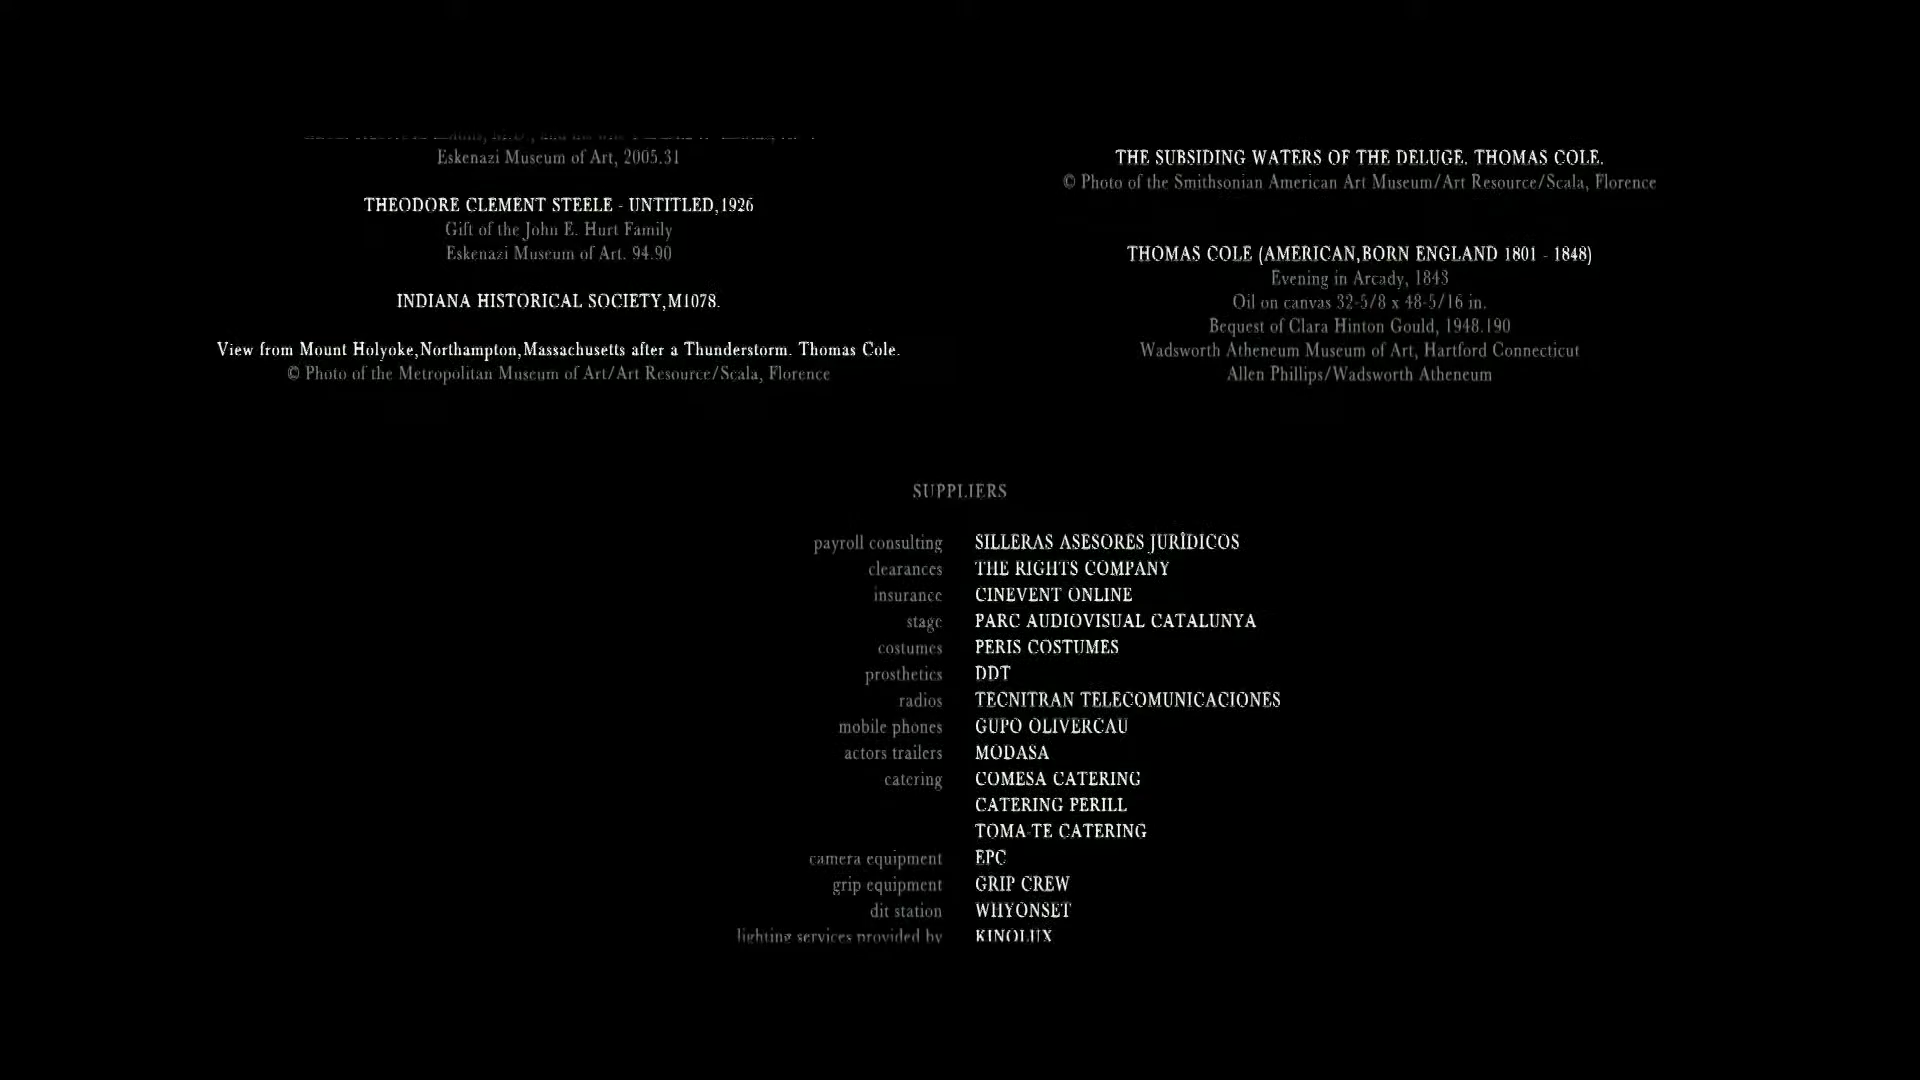 Eskenazi Museum of Art, 2005.31
THEODORE CLEMENT STEELE - UNTITLED,1926
Gift of the John E. Hurt Family
Eskenazi Museum of Art. 94.90
INDIANA HISTORICAL SOCIETY,M1078.
View from Mount Holyoke,Northampton,Massachusetts after a Thunderstorm. Thomas Cole.
© Photo of the Metropolitan Museum of Art/Art Resource/Scala, Florence
THE SUBSIDING WATERS OF THE DELUGE. THOMAS COLE.
© Photo of the Smithsonian American Art Museum/Art Resource/Scala, Florence
THOMAS COLE (AMERICAN,BORN ENGLAND 1801 - 1848)
Evening in Arcady, 1843
Oil on canvas 32-5/8 x 48-5/16 in.
Bequest of Clara Hinton Gould, 1948.190
Wadsworth Atheneum Museum of Art, Hartford Connecticut
Allen Phillips/Wadsworth Atheneum
SUPPLIERS
payroll consulting SILLERAS ASESORES JURÍDICOS
clearances THE RIGHTS COMPANY
insurance CINEVENT ONLINE
stage PARC AUDIOVISUAL CATALUNYA
costumes PERIS COSTUMES
prosthetics DDT
radios TECNITRAN TELECOMUNICACIONES
mobile phones GUPO OLIVERCAU
actors trailers MODASA
catering COMESA CATERING
CATERING PERILL
TOMA-TE CATERING
camera equipment EPC
grip equipment GRIP CREW
dit station WHYONSET
lighting services provided by KINOLUX